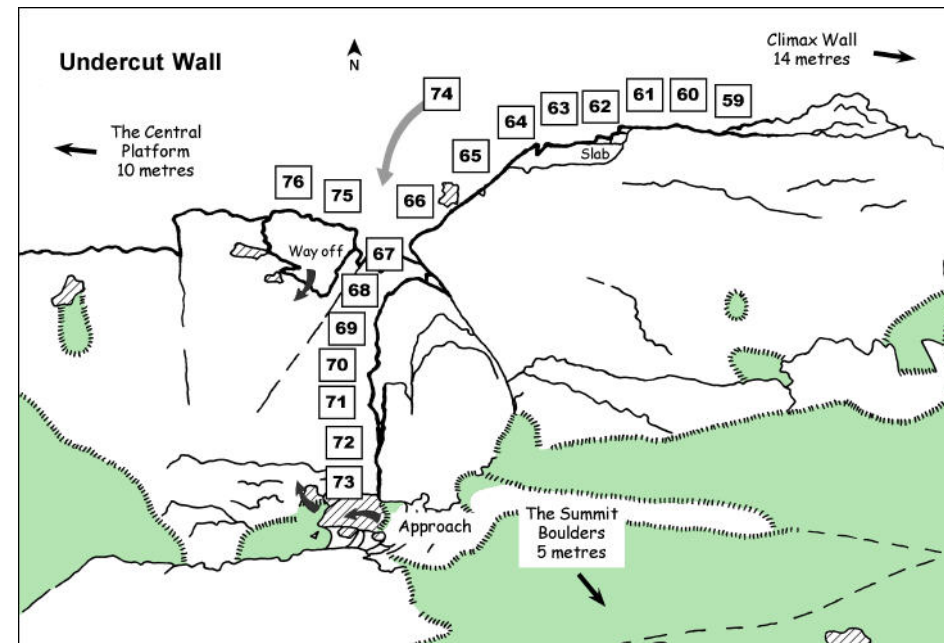 Undercut Wall
N
Climax Wall
14 metres
74
61
60
59
63
62
64
The Central
Platform
10 metres
65
Slab
76
75
66
Way off
67
68
69
70
71
72
73
Approach
The Summit
Boulders
5 metres